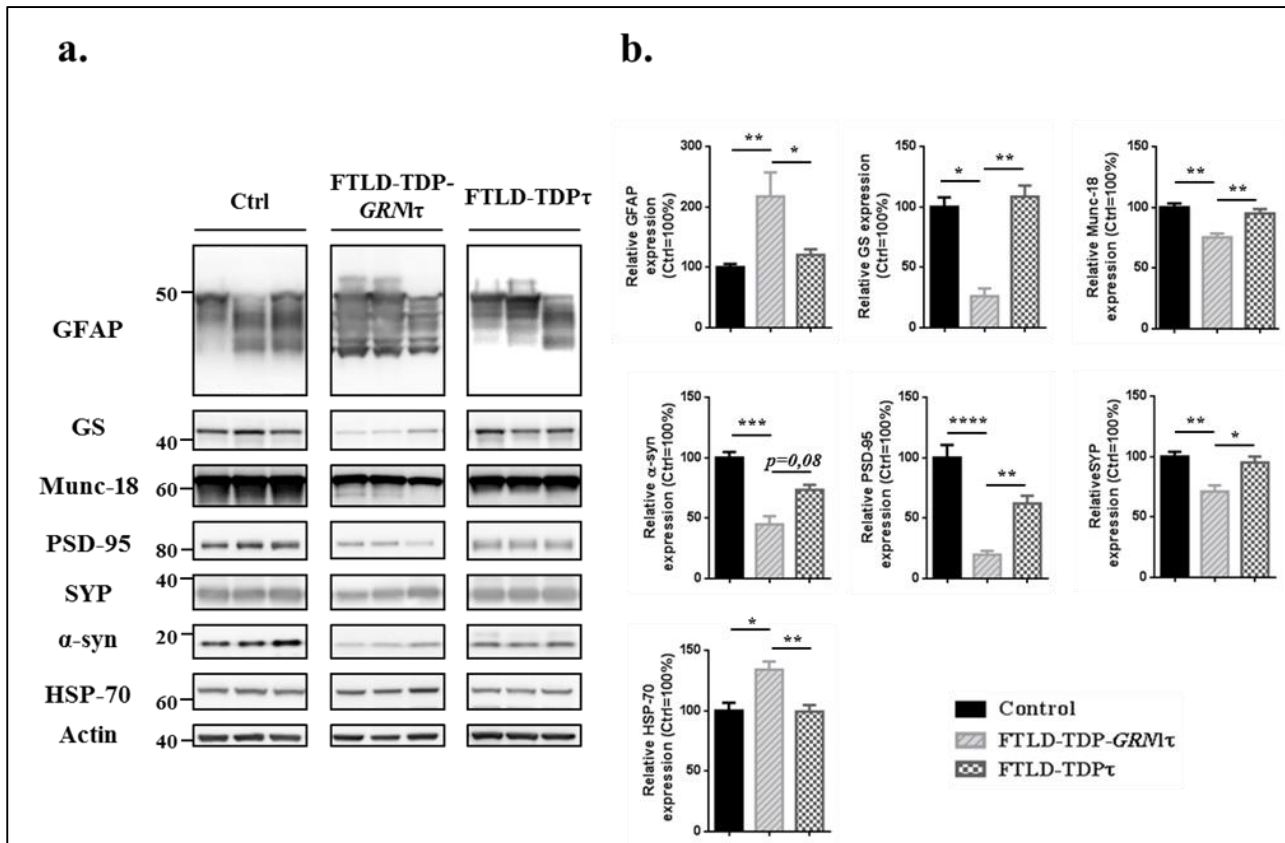 a.
Ctrl
FTLD-TDP-
GRNlτ
FTLD-TDPτ
50
GFAP
GS
40
Munc-18
60
PSD-95
80
SYP
40
α-syn
20
HSP-70
60
Actin
40
b.
Relative GFAP
expression
(Ctrl=100%)
300
200
100
0
**
*
Relative GS expression
(Ctrl=100%)
150
100
50
0
*
**
Relative Munc-18
expression (Ctrl=100%)
150
100
50
0
**
**
Relative α-syn
expression (Ctrl=100%)
150
100
50
0
***
p=0,08
Relative PSD-95
expression (Ctrl=100%)
150
100
50
0
****
**
RelativeSYP
expression (Ctrl=100%)
150
100
50
0
**
*
Relative HSP-70
expression (Ctrl=100%)
150
100
50
0
*
**
Control
FTLD-TDP-GRNlτ
FTLD-TDPτ